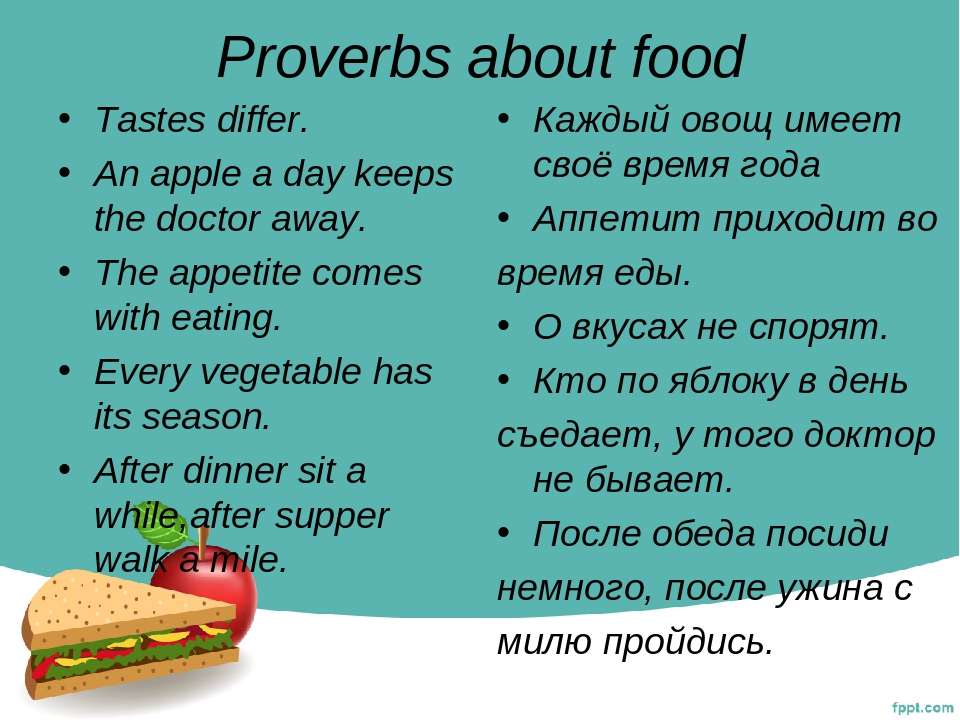 Proverbs about food
• Tastes differ.
• An apple a day keeps
the doctor away.
• The appetite comes
with eating.
• Every vegetable has
its season.
• After dinner sit a
while,after supper
walk a mile.
• Каждый овощ имеет
своё время года
• Аппетит приходит во
время еды.
• О вкусах не спорят.
• Кто по яблоку в день
съедает, у того доктор
не бывает.
• После обеда посиди
немного, после ужина с
милю пройдись.
fppt.com